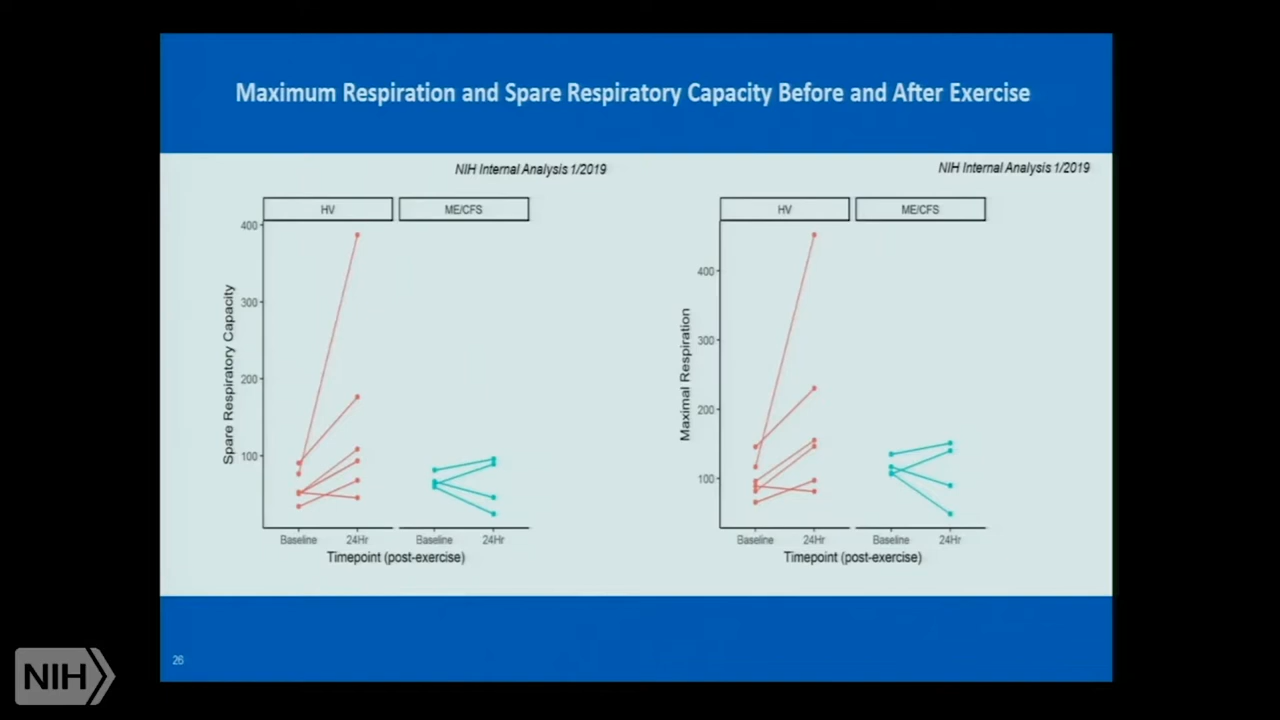 Maximum Respiration and Spare Respiratory Capacity Before and After Exercise
NIH Internal Analysis 1/2019
HV
ME/CFS
Spare Respiratory Capacity
400
300
200
100
Baseline
24Hr
Baseline
24Hr
Timepoint (post-exercise)
NIH Internal Analysis 1/2019
HV
ME/CFS
Maximal Respiration
400
300
200
100
Baseline
24Hr
Baseline
24Hr
Timepoint (post-exercise)
26
NIH